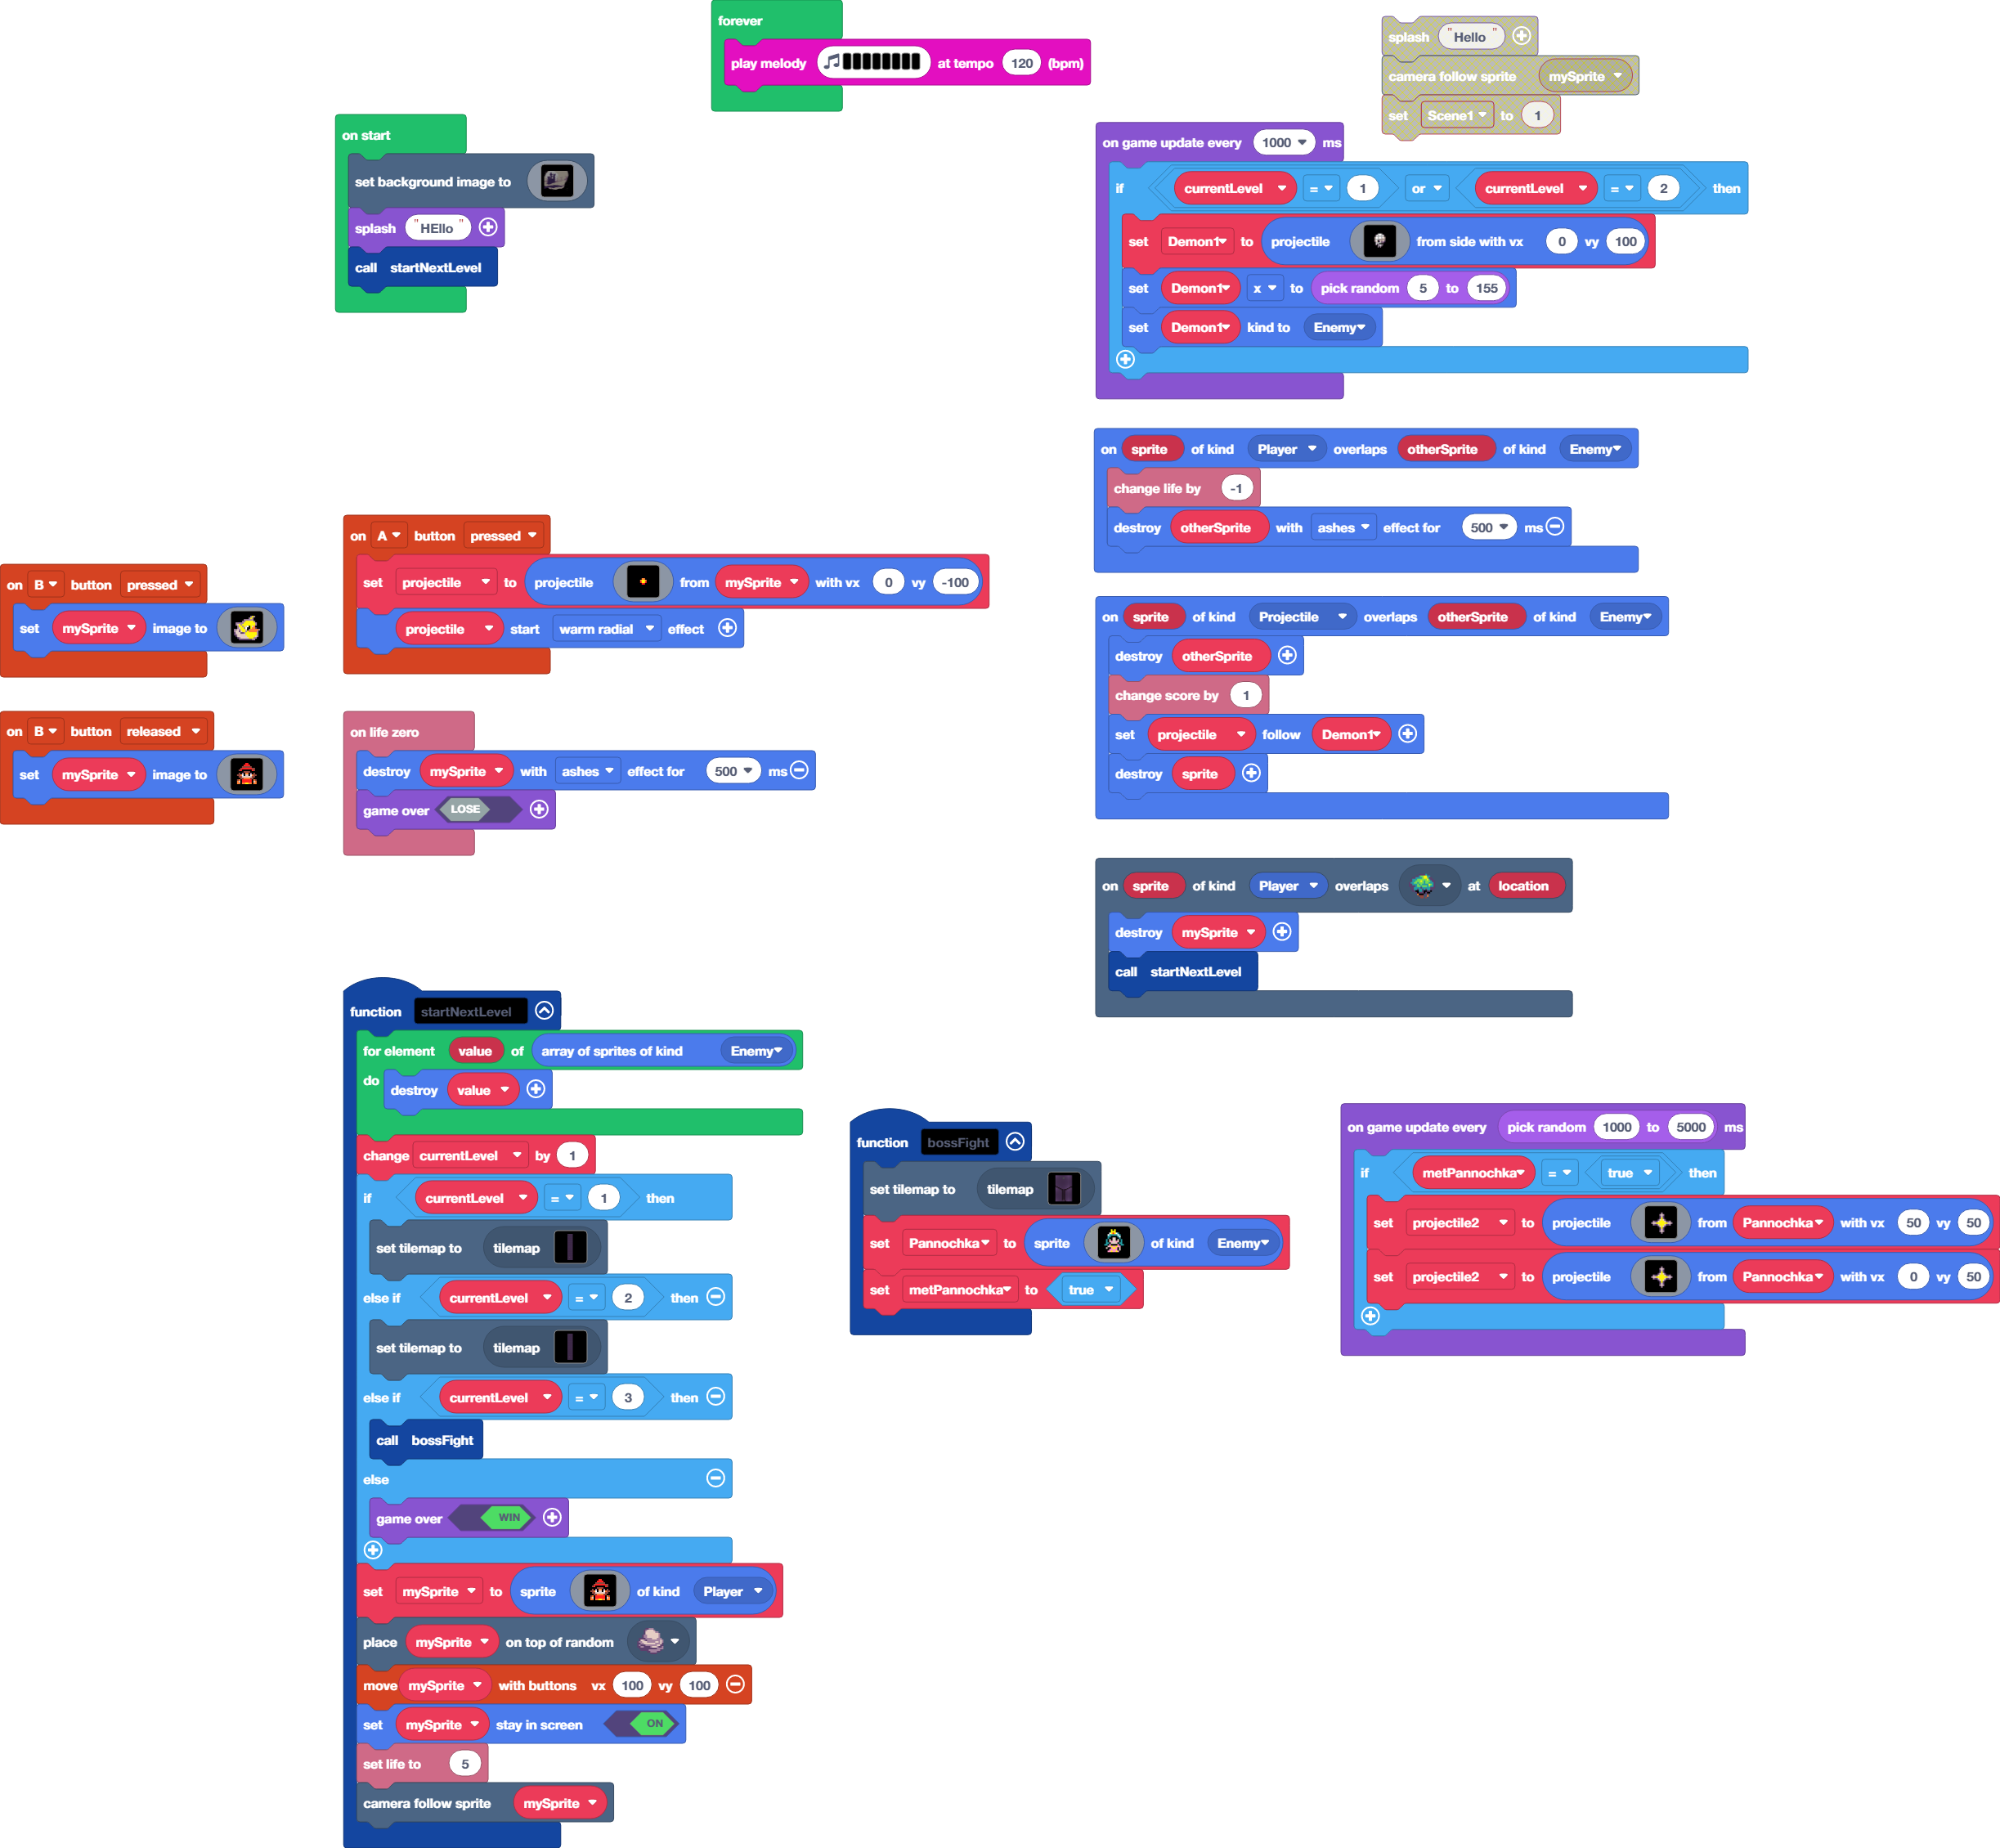 forever
play melody at tempo 120 (bpm)
splash "Hello"
camera follow sprite mySprite
set Scene1 to 1
on start
set background image to
splash "HEllo"
call startNextLevel
on game update every 1000 ms
if currentLevel = 1 or currentLevel = 2 then
set Demon1 to projectile from side with vx 0 vy 100
set Demon1 x to pick random 5 to 155
set Demon1 kind to Enemy
on sprite of kind Player overlaps otherSprite of kind Enemy
change life by -1
destroy otherSprite with ashes effect for 500 ms
on B button pressed
set mySprite image to
on A button pressed
set projectile to projectile from mySprite with vx 0 vy -100
projectile start warm radial effect
on sprite of kind Projectile overlaps otherSprite of kind Enemy
destroy otherSprite
change score by 1
set projectile follow Demon1
destroy sprite
on B button released
set mySprite image to
on life zero
destroy mySprite with ashes effect for 500 ms
game over LOSE
on sprite of kind Player overlaps at location
destroy mySprite
call startNextLevel
function startNextLevel
for element value of array of sprites of kind Enemy
do destroy value
change currentLevel by 1
if currentLevel = 1 then
set tilemap to tilemap
else if currentLevel = 2 then
set tilemap to tilemap
else if currentLevel = 3 then
call bossFight
else
game over WIN
set mySprite to sprite of kind Player
place mySprite on top of random
move mySprite with buttons vx 100 vy 100
set mySprite stay in screen ON
set life to 5
camera follow sprite mySprite
function bossFight
set tilemap to tilemap
set Pannochka to sprite of kind Enemy
set metPannochka to true
on game update every pick random 1000 to 5000 ms
if metPannochka = true then
set projectile2 to projectile from Pannochka with vx 50 vy 50
set projectile2 to projectile from Pannochka with vx 0 vy 50